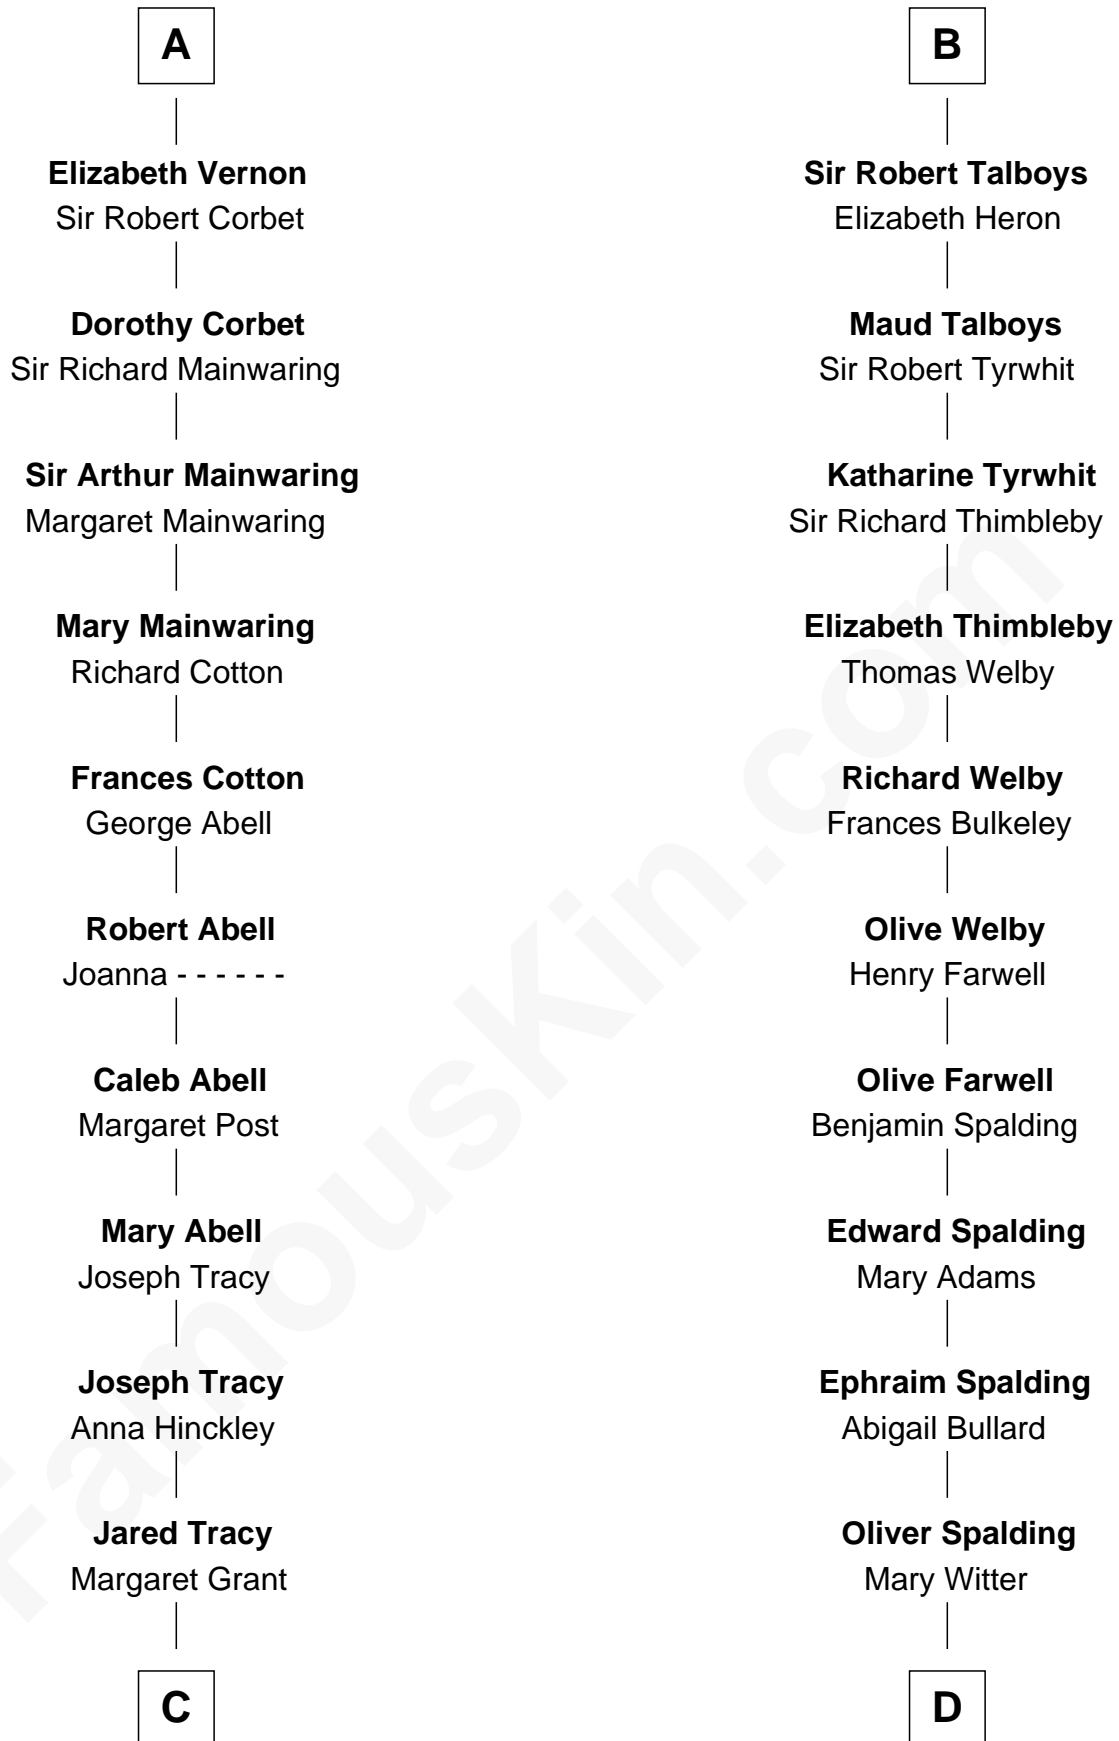 A
Elizabeth Vernon
Sir Robert Corbet
Dorothy Corbet
Sir Richard Mainwaring
Sir Arthur Mainwaring
Margaret Mainwaring
Mary Mainwaring
Richard Cotton
Frances Cotton
George Abell
Robert Abell
Joanna - - - - - -
Caleb Abell
Margaret Post
Mary Abell
Joseph Tracy
Joseph Tracy
Anna Hinckley
Jared Tracy
Margaret Grant
C
B
Sir Robert Talboys
Elizabeth Heron
Maud Talboys
Sir Robert Tyrwhit
Katharine Tyrwhit
Sir Richard Thimbleby
Elizabeth Thimbleby
Thomas Welby
Richard Welby
Frances Bulkeley
Olive Welby
Henry Farwell
Olive Farwell
Benjamin Spalding
Edward Spalding
Mary Adams
Ephraim Spalding
Abigail Bullard
Oliver Spalding
Mary Witter
D
FamousKin.com